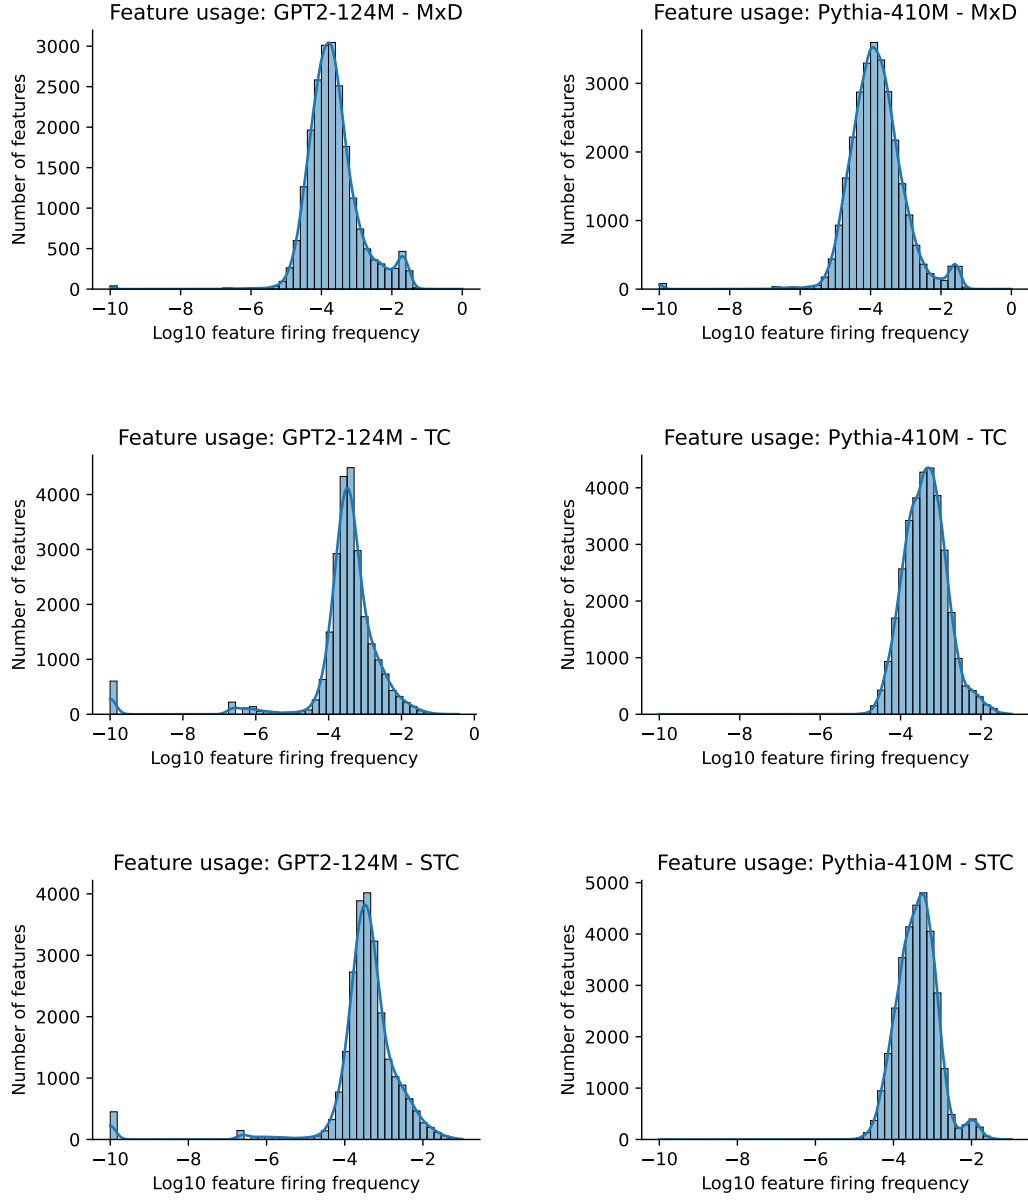 Feature usage: GPT2-124M - MxD
Number of features
3000
2500
2000
1500
1000
500
0
−10 −8 −6 −4 −2 0
Log10 feature firing frequency
Feature usage: Pythia-410M - MxD
Number of features
3000
2000
1000
0
−10 −8 −6 −4 −2 0
Log10 feature firing frequency
Feature usage: GPT2-124M - TC
Number of features
4000
3000
2000
1000
0
−10 −8 −6 −4 −2 0
Log10 feature firing frequency
Feature usage: Pythia-410M - TC
Number of features
4000
3000
2000
1000
0
−10 −8 −6 −4 −2
Log10 feature firing frequency
Feature usage: GPT2-124M - STC
Number of features
4000
3000
2000
1000
0
−10 −8 −6 −4 −2
Log10 feature firing frequency
Feature usage: Pythia-410M - STC
Number of features
5000
4000
3000
2000
1000
0
−10 −8 −6 −4 −2
Log10 feature firing frequency